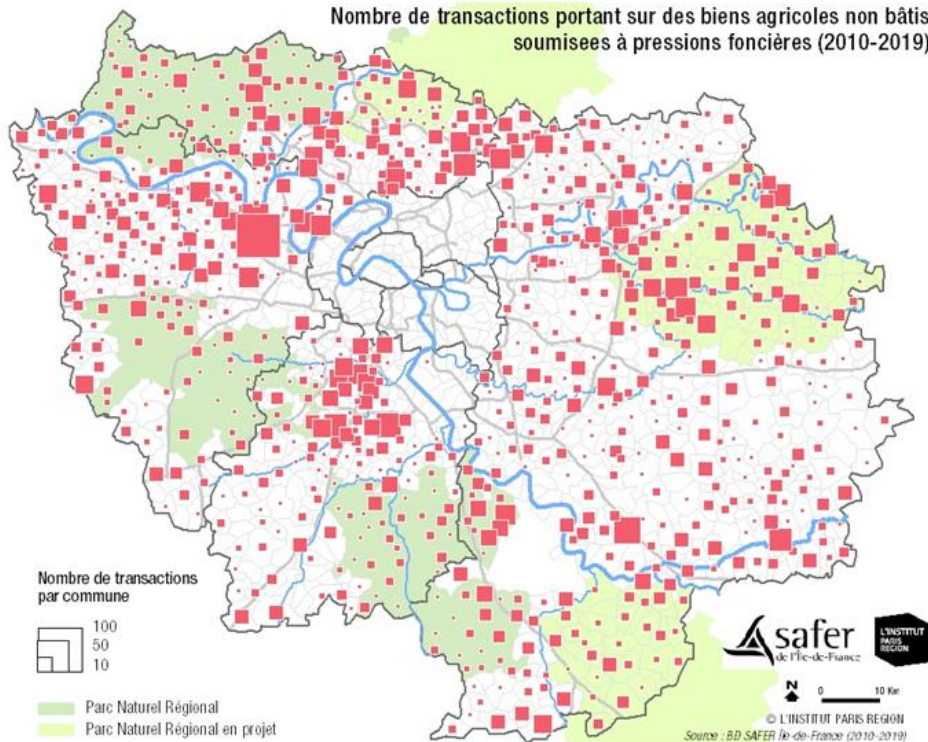 Nombre de transactions portant sur des biens agricoles non bâtis
soumisees à pressions foncières (2010-2019)
Nombre de transactions
par commune
100
50
10
Parc Naturel Régional
Parc Naturel Régional en projet
safer
de l'Île-de-France
L'INSTITUT
PARIS
REGION
N
0 10 Km
© L'INSTITUT PARIS REGION
Source : BD SAFER Île-de-France (2010-2019)